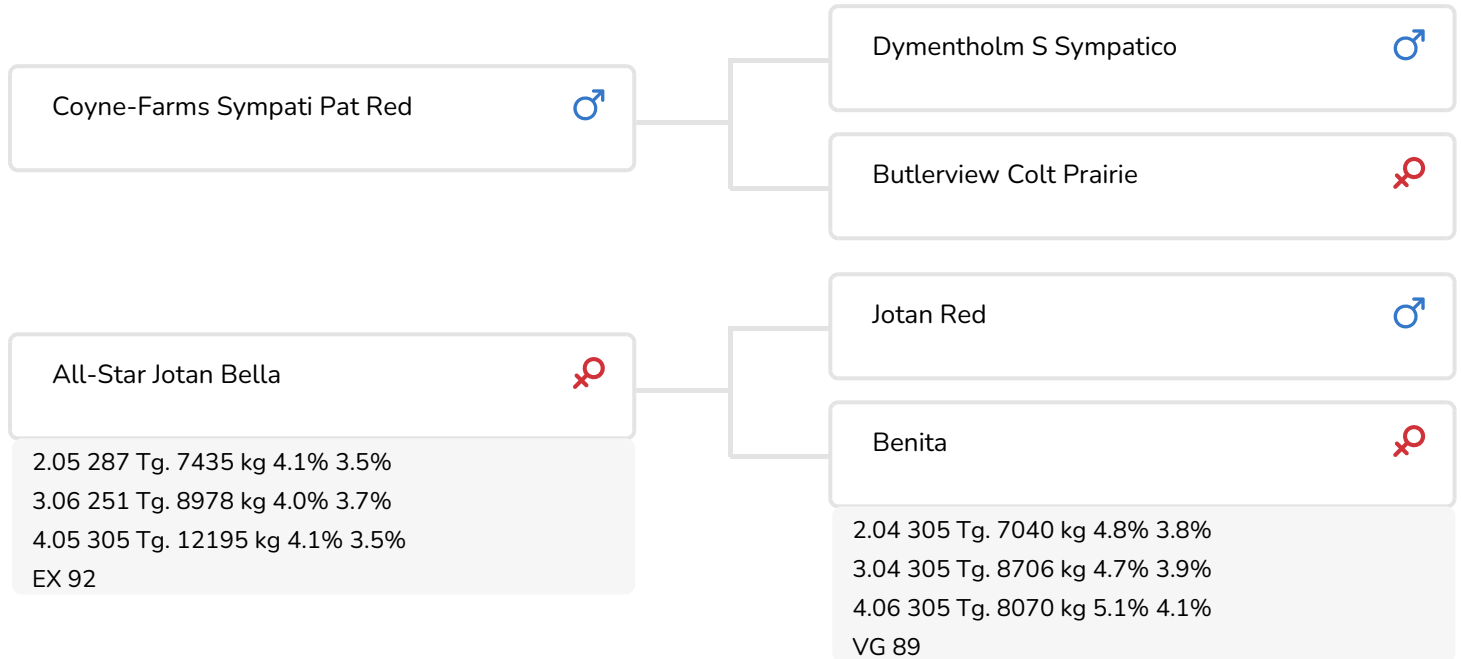 Dymentholm S Sympatico
Coyne-Farms Sympati Pat Red
Butlerview Colt Prairie
Jotan Red
All-Star Jotan Bella
2.05 287 Tg. 7435 kg 4.1% 3.5%
3.06 251 Tg. 8978 kg 4.0% 3.7%
4.05 305 Tg. 12195 kg 4.1% 3.5%
EX 92
Benita
2.04 305 Tg. 7040 kg 4.8% 3.8%
3.04 305 Tg. 8706 kg 4.7% 3.9%
4.06 305 Tg. 8070 kg 5.1% 4.1%
VG 89